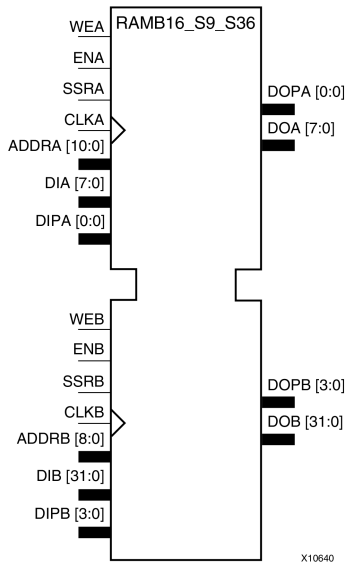 RAMB16_S9_S36
WEA
ENA
SSRA
CLKA
ADDRA [10:0]
DIA [7:0]
DIPA [0:0]
DOPA [0:0]
DOA [7:0]
WEB
ENB
SSRB
CLKB
ADDRB [8:0]
DIB [31:0]
DIPB [3:0]
DOPB [3:0]
DOB [31:0]
X10640